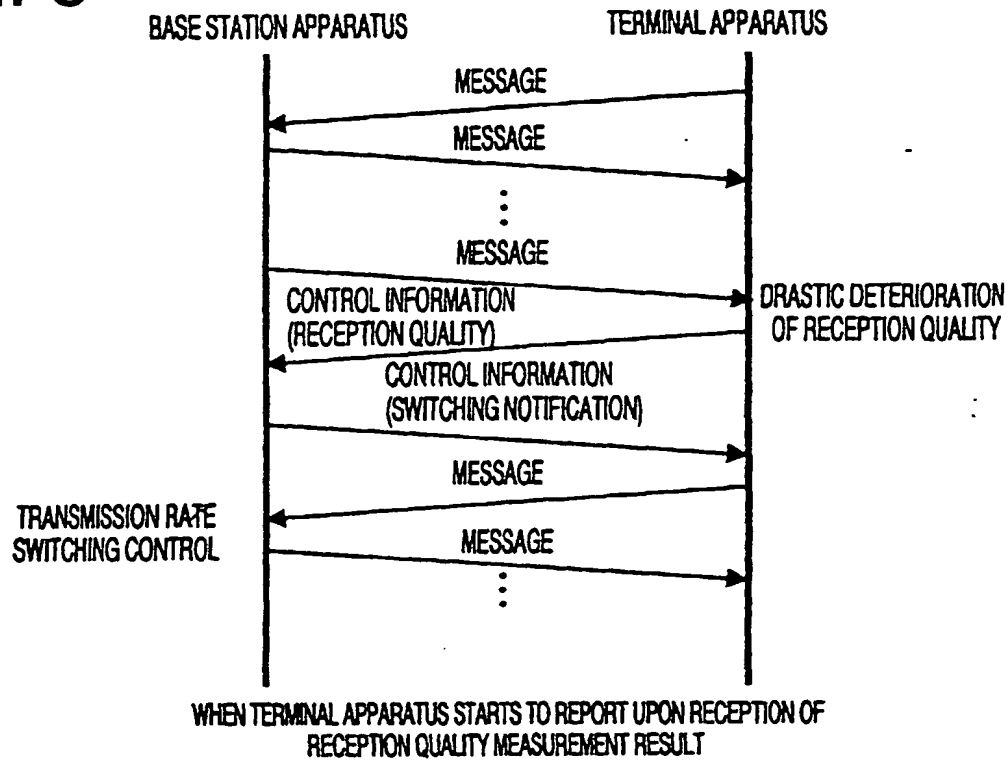 BASE STATION APPARATUS
TERMINAL APPARATUS
MESSAGE
MESSAGE
MESSAGE
CONTROL INFORMATION
(RECEPTION QUALITY)
DRASTIC DETERIORATION
OF RECEPTION QUALITY
CONTROL INFORMATION
(SWITCHING NOTIFICATION)
MESSAGE
TRANSMISSION RATE
SWITCHING CONTROL
MESSAGE
WHEN TERMINAL APPARATUS STARTS TO REPORT UPON RECEPTION OF
RECEPTION QUALITY MEASUREMENT RESULT